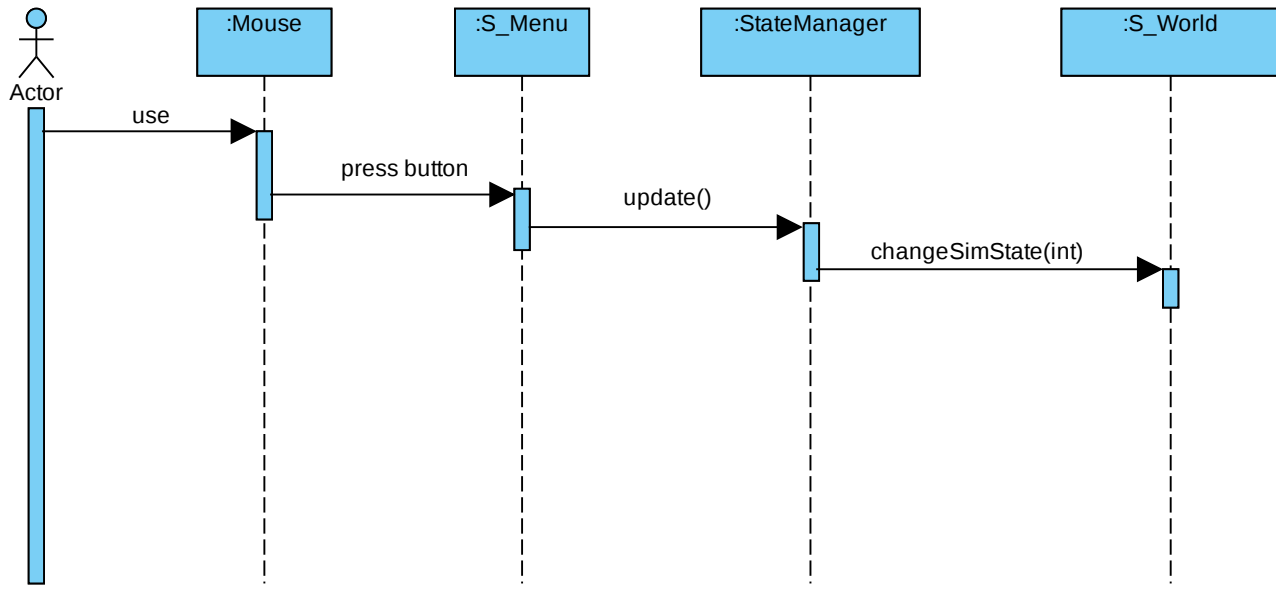 :Mouse
:S_Menu
:StateManager
:S_World
Actor
use
press button
update()
changeSimState(int)